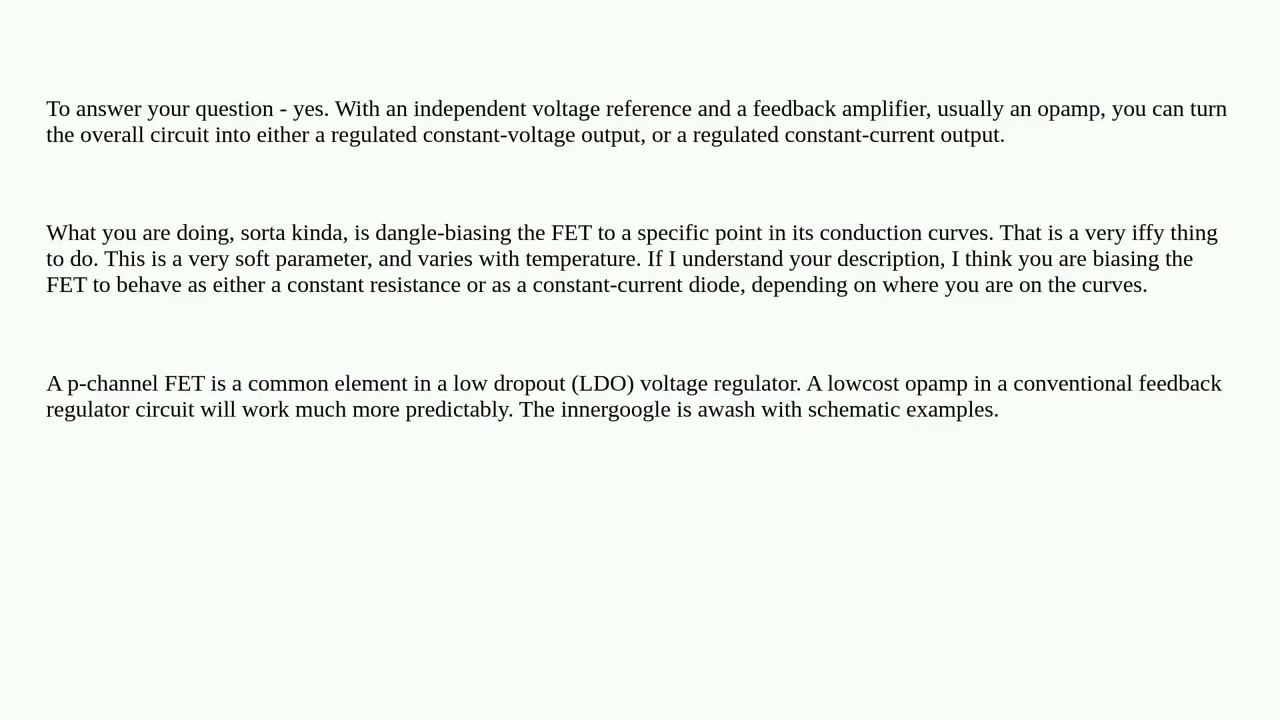 To answer your question - yes. With an independent voltage reference and a feedback amplifier, usually an opamp, you can turn
the overall circuit into either a regulated constant-voltage output, or a regulated constant-current output.
What you are doing, sorta kinda, is dangle-biasing the FET to a specific point in its conduction curves. That is a very iffy thing
to do. This is a very soft parameter, and varies with temperature. If I understand your description, I think you are biasing the
FET to behave as either a constant resistance or as a constant-current diode, depending on where you are on the curves.
A p-channel FET is a common element in a low dropout (LDO) voltage regulator. A lowcost opamp in a conventional feedback
regulator circuit will work much more predictably. The innergoogle is awash with schematic examples.